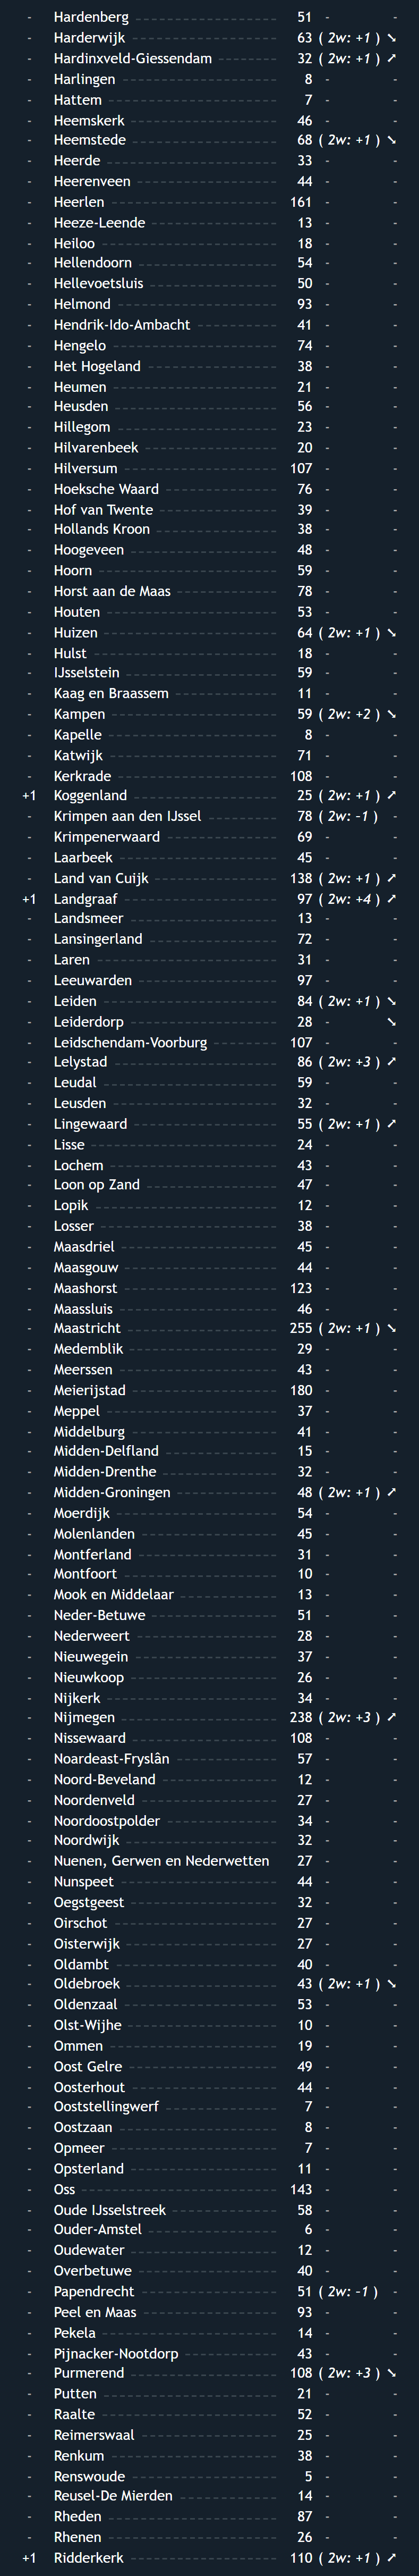 - Hardenberg 51 - -
- Harderwijk 63 ( 2w: +1 ) ➘
- Hardinxveld-Giessendam 32 ( 2w: +1 ) ➚
- Harlingen 8 - -
- Hattem 7 - -
- Heemskerk 46 - -
- Heemstede 68 ( 2w: +1 ) ➘
- Heerde 33 - -
- Heerenveen 44 - -
- Heerlen 161 - -
- Heeze-Leende 13 - -
- Heiloo 18 - -
- Hellendoorn 54 - -
- Hellevoetsluis 50 - -
- Helmond 93 - -
- Hendrik-Ido-Ambacht 41 - -
- Hengelo 74 - -
- Het Hogeland 38 - -
- Heumen 21 - -
- Heusden 56 - -
- Hillegom 23 - -
- Hilvarenbeek 20 - -
- Hilversum 107 - -
- Hoeksche Waard 76 - -
- Hof van Twente 39 - -
- Hollands Kroon 38 - -
- Hoogeveen 48 - -
- Hoorn 59 - -
- Horst aan de Maas 78 - -
- Houten 53 - -
- Huizen 64 ( 2w: +1 ) ➘
- Hulst 18 - -
- IJsselstein 59 - -
- Kaag en Braassem 11 - -
- Kampen 59 ( 2w: +2 ) ➘
- Kapelle 8 - -
- Katwijk 71 - -
- Kerkrade 108 - -
+1 Koggenland 25 ( 2w: +1 ) ➚
- Krimpen aan den IJssel 78 ( 2w: -1 ) -
- Krimpenerwaard 69 - -
- Laarbeek 45 - -
- Land van Cuijk 138 ( 2w: +1 ) ➚
+1 Landgraaf 97 ( 2w: +4 ) ➚
- Landsmeer 13 - -
- Lansingerland 72 - -
- Laren 31 - -
- Leeuwarden 97 - -
- Leiden 84 ( 2w: +1 ) ➘
- Leiderdorp 28 - ➘
- Leidschendam-Voorburg 107 - -
- Lelystad 86 ( 2w: +3 ) ➚
- Leudal 59 - -
- Leusden 32 - -
- Lingewaard 55 ( 2w: +1 ) ➚
- Lisse 24 - -
- Lochem 43 - -
- Loon op Zand 47 - -
- Lopik 12 - -
- Losser 38 - -
- Maasdriel 45 - -
- Maasgouw 44 - -
- Maashorst 123 - -
- Maassluis 46 - -
- Maastricht 255 ( 2w: +1 ) ➘
- Medemblik 29 - -
- Meerssen 43 - -
- Meierijstad 180 - -
- Meppel 37 - -
- Middelburg 41 - -
- Midden-Delfland 15 - -
- Midden-Drenthe 32 - -
- Midden-Groningen 48 ( 2w: +1 ) ➚
- Moerdijk 54 - -
- Molenlanden 45 - -
- Montferland 31 - -
- Montfoort 10 - -
- Mook en Middelaar 13 - -
- Neder-Betuwe 51 - -
- Nederweert 28 - -
- Nieuwegein 37 - -
- Nieuwkoop 26 - -
- Nijkerk 34 - -
- Nijmegen 238 ( 2w: +3 ) ➚
- Nissewaard 108 - -
- Noardeast-Fryslân 57 - -
- Noord-Beveland 12 - -
- Noordenveld 27 - -
- Noordoostpolder 34 - -
- Noordwijk 32 - -
- Nuenen, Gerwen en Nederwetten 27 - -
- Nunspeet 44 - -
- Oegstgeest 32 - -
- Oirschot 27 - -
- Oisterwijk 27 - -
- Oldambt 40 - -
- Oldebroek 43 ( 2w: +1 ) ➘
- Oldenzaal 53 - -
- Olst-Wijhe 10 - -
- Ommen 19 - -
- Oost Gelre 49 - -
- Oosterhout 44 - -
- Ooststellingwerf 7 - -
- Oostzaan 8 - -
- Opmeer 7 - -
- Opsterland 11 - -
- Oss 143 - -
- Oude IJsselstreek 58 - -
- Ouder-Amstel 6 - -
- Oudewater 12 - -
- Overbetuwe 40 - -
- Papendrecht 51 ( 2w: -1 ) -
- Peel en Maas 93 - -
- Pekela 14 - -
- Pijnacker-Nootdorp 43 - -
- Purmerend 108 ( 2w: +3 ) ➘
- Putten 21 - -
- Raalte 52 - -
- Reimerswaal 25 - -
- Renkum 38 - -
- Renswoude 5 - -
- Reusel-De Mierden 14 - -
- Rheden 87 - -
- Rhenen 26 - -
+1 Ridderkerk 110 ( 2w: +1 ) ➚